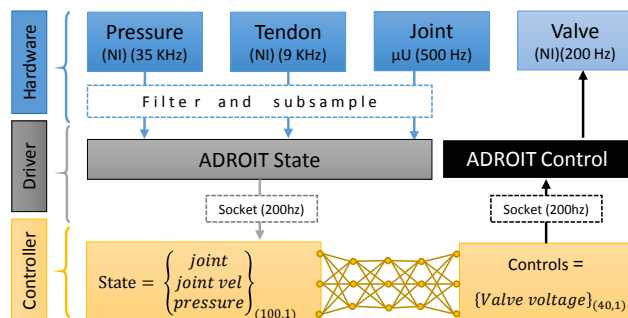 Hardware
Pressure
(NI) (35 KHz)
Tendon
(NI) (9 KHz)
Joint
µU (500 Hz)
Valve
(NI)(200 Hz)
Filter and subsample
Driver
ADROIT State
ADROIT Control
Socket (200hz)
Socket (200hz)
Controller
State = { joint
joint vel
pressure }(100,1)
Controls =
{Valve voltage}(40,1)